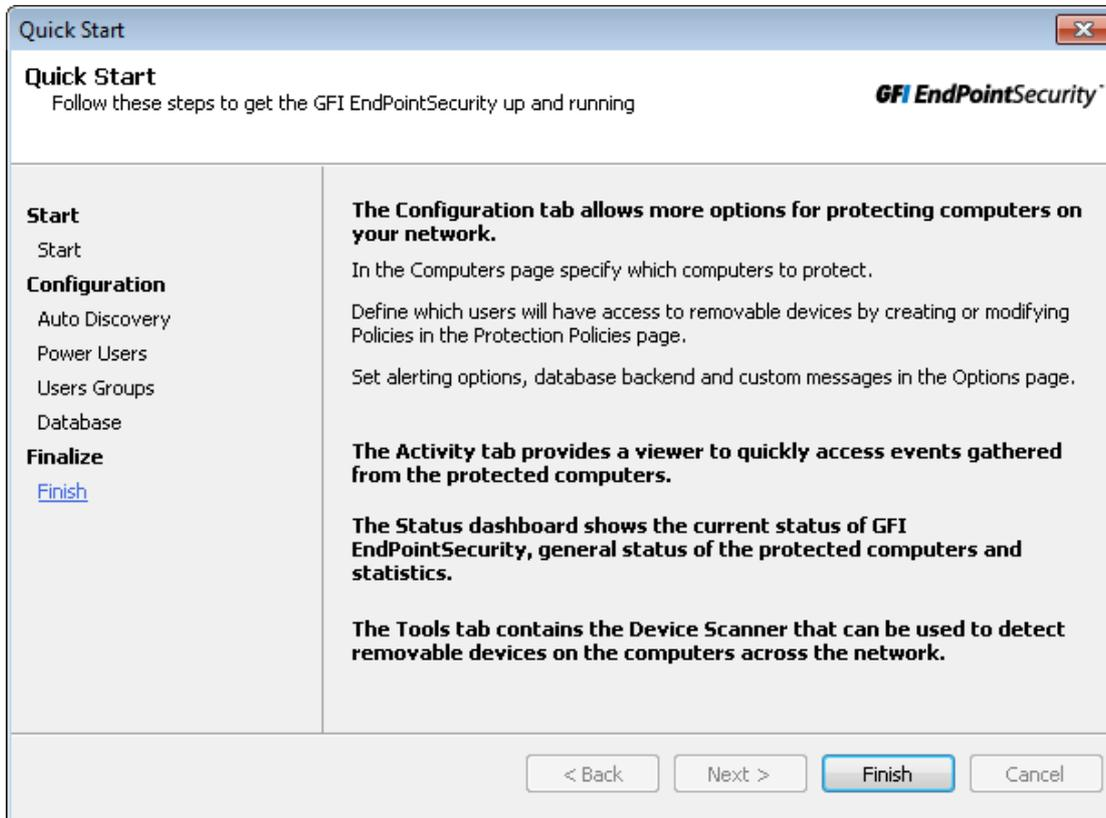 Quick Start
Quick Start
Follow these steps to get the GFI EndPointSecurity up and running
GFI EndPointSecurity
Start
Start
Configuration
Auto Discovery
Power Users
Users Groups
Database
Finalize
Finish
The Configuration tab allows more options for protecting computers on
your network.
In the Computers page specify which computers to protect.
Define which users will have access to removable devices by creating or modifying
Policies in the Protection Policies page.
Set alerting options, database backend and custom messages in the Options page.
The Activity tab provides a viewer to quickly access events gathered
from the protected computers.
The Status dashboard shows the current status of GFI
EndPointSecurity, general status of the protected computers and
statistics.
The Tools tab contains the Device Scanner that can be used to detect
removable devices on the computers across the network.
< Back
Next >
Finish
Cancel